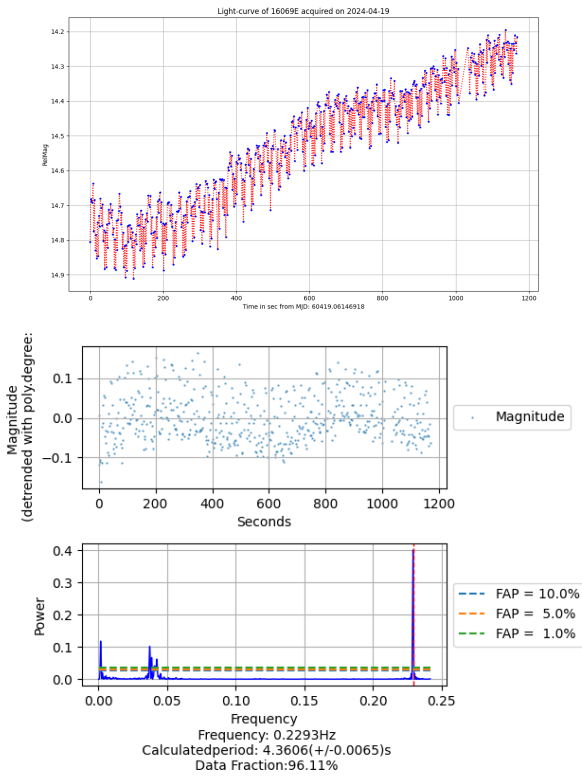 Light-curve of 16069E acquired on 2024-04-19
14.2
14.3
14.4
14.5
14.6
14.7
14.8
14.9
RelMag
0 200 400 600 800 1000 1200
Time in sec from MJD: 60419.06146918
Magnitude
(detrended with poly.degree:
0.1
0.0
−0.1
Magnitude
0 200 400 600 800 1000 1200
Seconds
Power
0.4
0.3
0.2
0.1
0.0
FAP = 10.0%
FAP = 5.0%
FAP = 1.0%
0.00 0.05 0.10 0.15 0.20 0.25
Frequency
Frequency: 0.2293Hz
Calculatedperiod: 4.3606(+/-0.0065)s
Data Fraction:96.11%